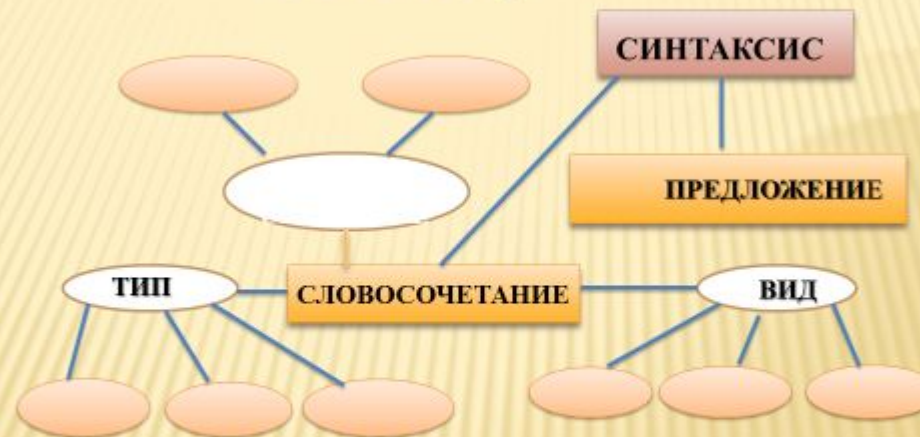 СИНТАКСИС
ПРЕДЛОЖЕНИЕ
ТИП
СЛОВОСОЧЕТАНИЕ
ВИД